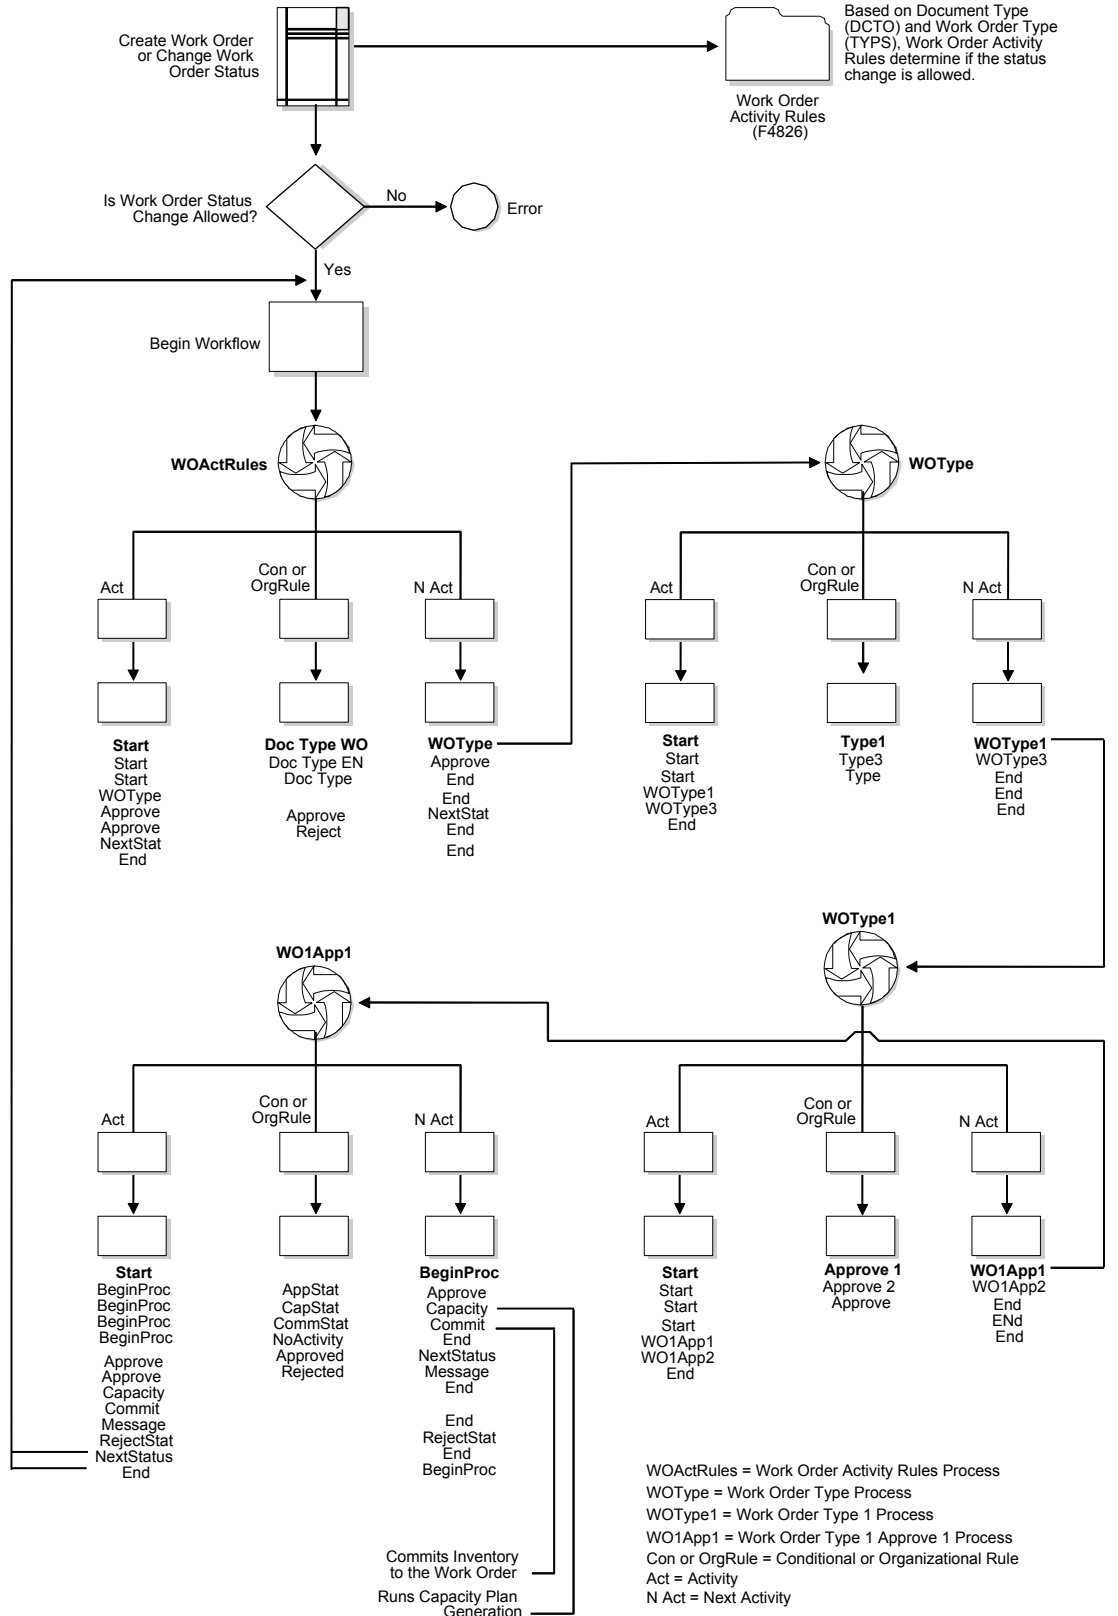 Create Work Order
or Change Work
Order Status
Based on Document Type
(DCTO) and Work Order Type
(TYPS), Work Order Activity
Rules determine if the status
change is allowed.
Work Order
Activity Rules
(F4826)
Is Work Order Status
Change Allowed?
No
Error
Yes
Begin Workflow
WOActRules
Act
Con or
OrgRule
N Act
Start
Start
Start
WOType
Approve
Approve
NextStat
End
Doc Type WO
Doc Type EN
Doc Type
Approve
Reject
WOType
Approve
End
End
NextStat
End
End
WOType
Act
Con or
OrgRule
N Act
Start
Start
Start
WOType1
WOType3
End
Type1
Type3
Type
WOType1
WOType3
End
End
End
WO1App1
Act
Con or
OrgRule
N Act
Start
BeginProc
BeginProc
BeginProc
BeginProc
Approve
Approve
Capacity
Commit
Message
RejectStat
NextStatus
End
AppStat
CapStat
CommStat
NoActivity
Approved
Rejected
BeginProc
Approve
Capacity
Commit
End
NextStatus
Message
End
End
RejectStat
End
BeginProc
Commits Inventory
to the Work Order
Runs Capacity Plan
Generation
WOType1
Act
Con or
OrgRule
N Act
Start
Start
Start
Start
WO1App1
WO1App2
End
Approve 1
Approve 2
Approve
WO1App1
WO1App2
End
ENd
End
WOActRules = Work Order Activity Rules Process
WOType = Work Order Type Process
WOType1 = Work Order Type 1 Process
WO1App1 = Work Order Type 1 Approve 1 Process
Con or OrgRule = Conditional or Organizational Rule
Act = Activity
N Act = Next Activity